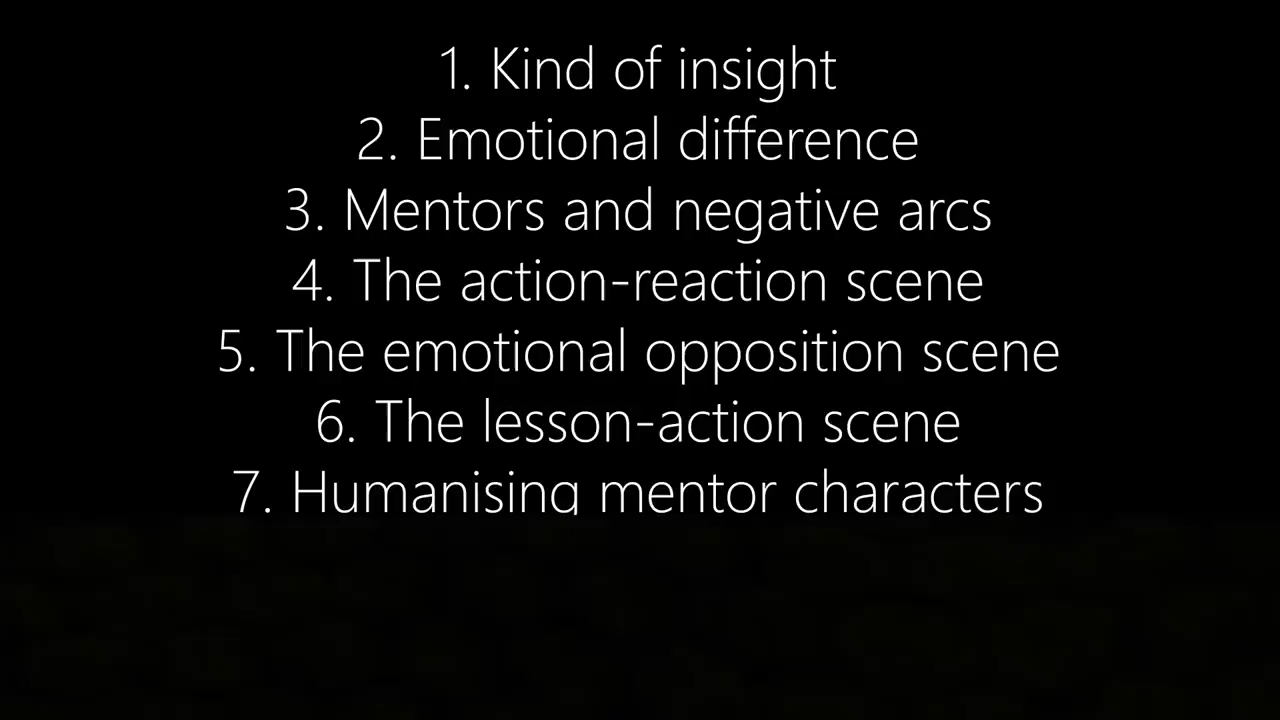 1. Kind of insight
2. Emotional difference
3. Mentors and negative arcs
4. The action-reaction scene
5. The emotional opposition scene
6. The lesson-action scene
7. Humanising mentor characters